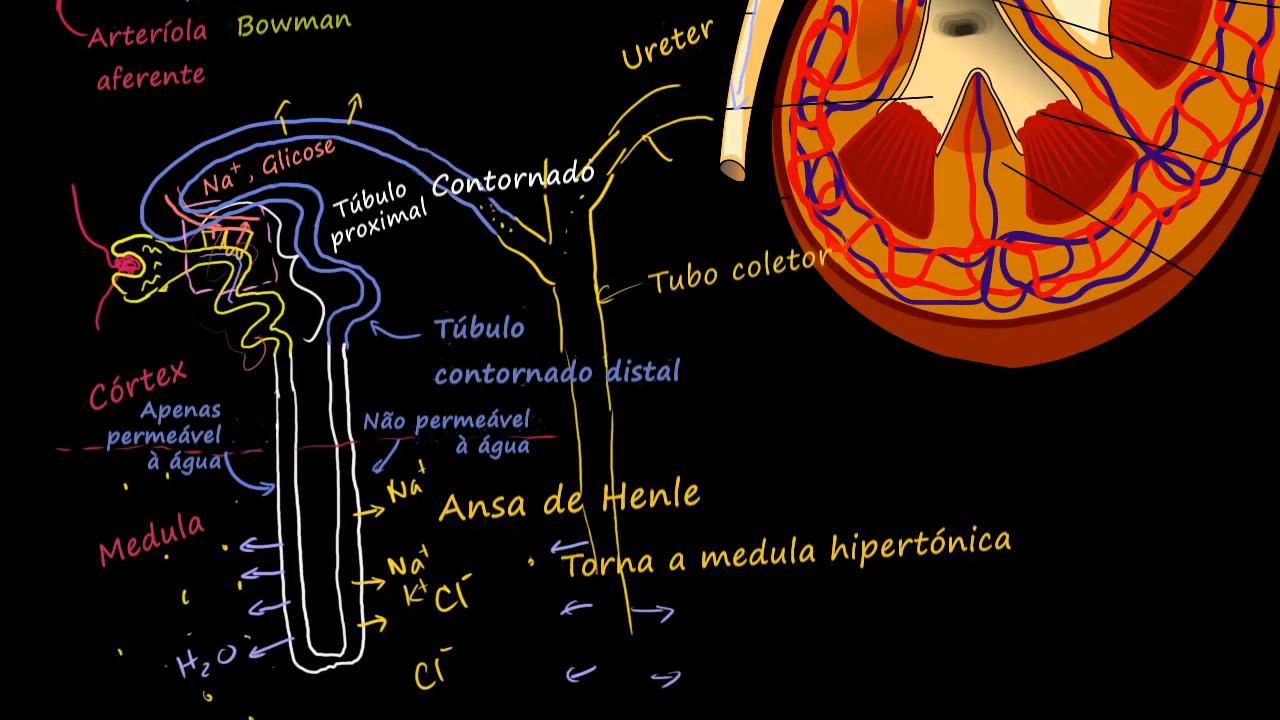 Arteríola
aferente
Bowman
Ureter
Na⁺, Glicose
Túbulo
proximal
Contornado
Tubo coletor
Túbulo
contornado distal
Córtex
Apenas
permeável
à água
Não permeável
à água
Na⁺
Ansa de Henle
Medula
Torna a medula hipertónica
Na⁺
K⁺ Cl⁻
H₂O
Cl⁻